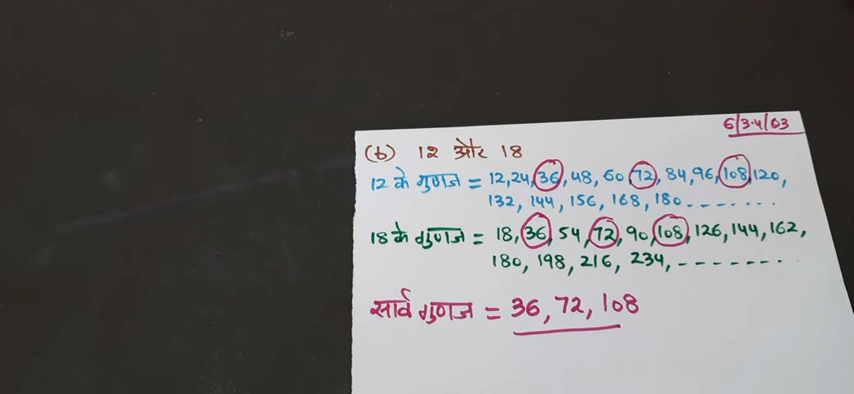 6/3.4/03
(b) 12 और 18
12 के गुणज = 12,24,36,48,60 72,84,96,108,120,
132, 144, 156, 168, 180. - - - - - - -
18 के गुणज = 18,36,54,72,90,108,126,144,162,
180, 198, 216, 234, - - - - - - - -
सार्व गुणज = 36,72,108